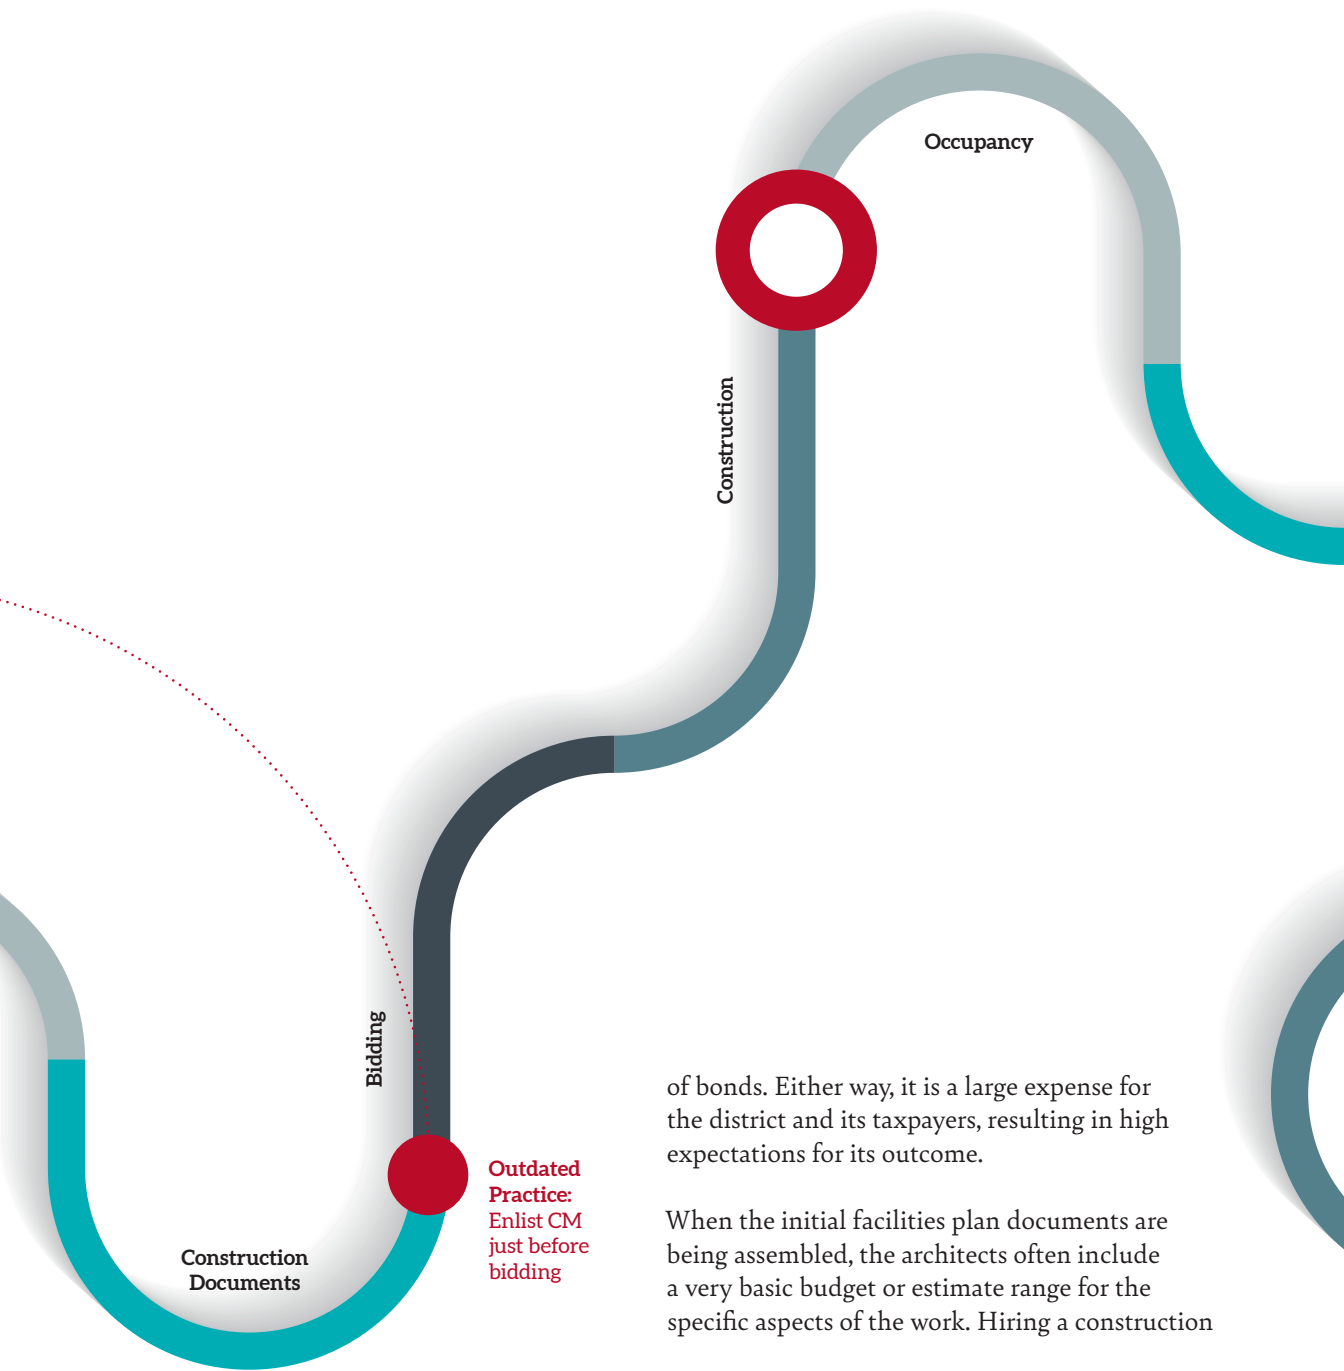 Occupancy
Construction
Bidding
Outdated
Practice:
Enlist CM
just before
bidding
Construction
Documents
of bonds. Either way, it is a large expense for
the district and its taxpayers, resulting in high
expectations for its outcome.
When the initial facilities plan documents are
being assembled, the architects often include
a very basic budget or estimate range for the
specific aspects of the work. Hiring a construction